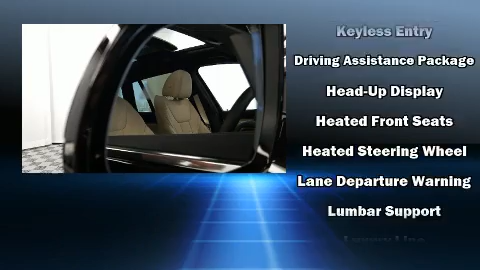 Keyless Entry
Driving Assistance Package
Head-Up Display
Heated Front Seats
Heated Steering Wheel
Lane Departure Warning
Lumbar Support